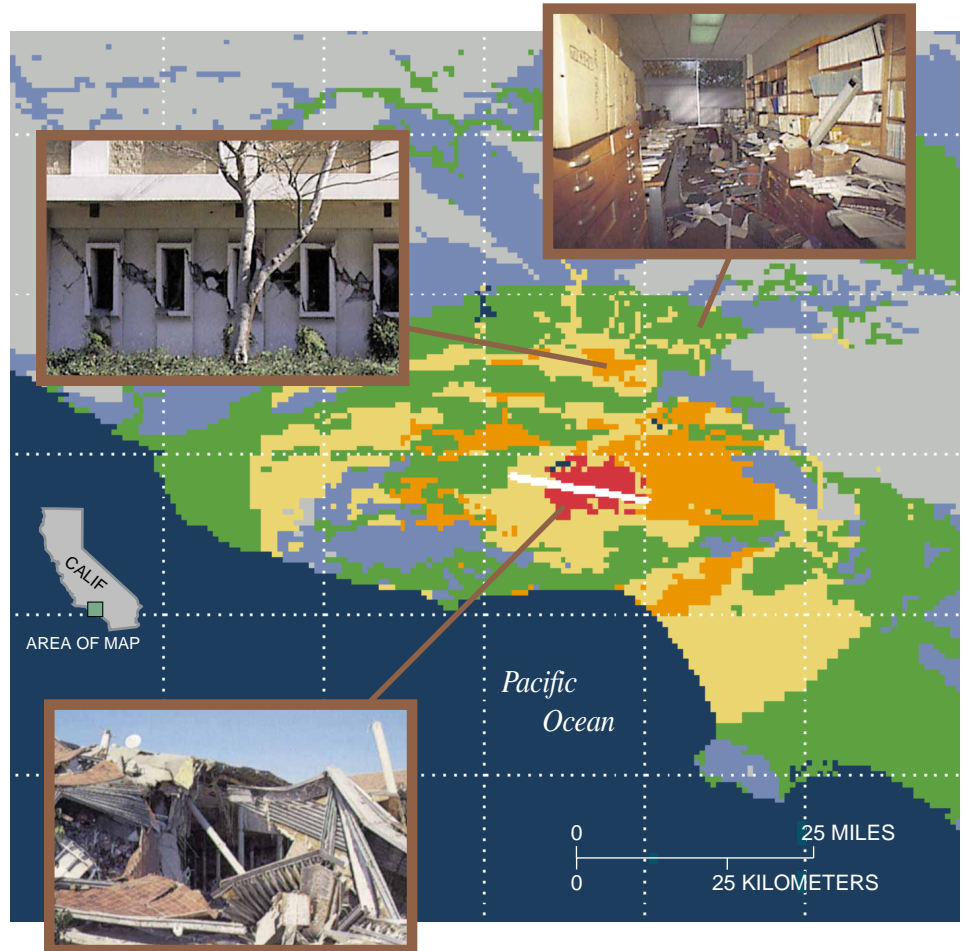 CALIF
AREA OF MAP
Pacific
Ocean
0
25 MILES
0
25 KILOMETERS